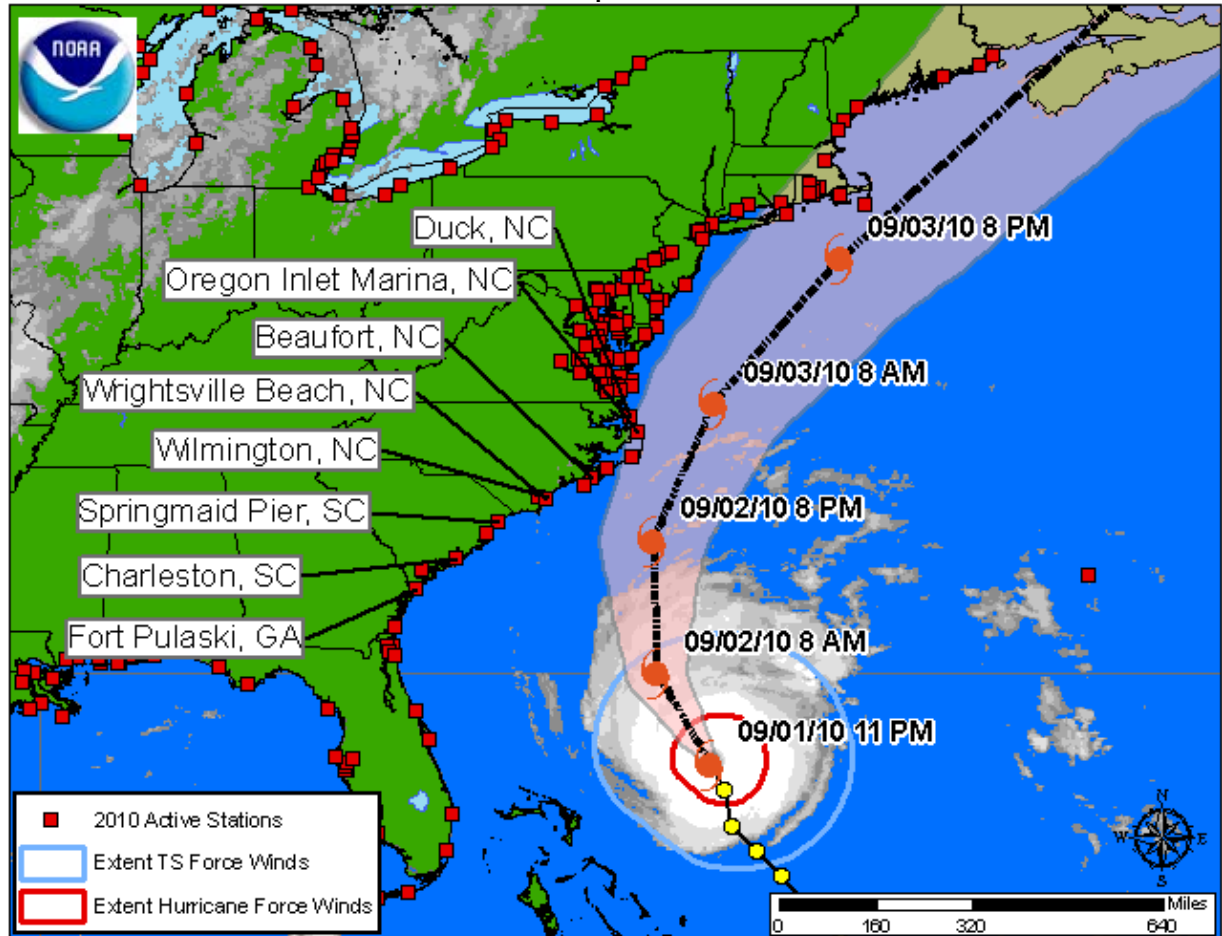 NOAA
Duck, NC
Oregon Inlet Marina, NC
Beaufort, NC
Wrightsville Beach, NC
Wilmington, NC
Springmaid Pier, SC
Charleston, SC
Fort Pulaski, GA
09/03/10 8 PM
09/03/10 8 AM
09/02/10 8 PM
09/02/10 8 AM
09/01/10 11 PM
2010 Active Stations
Extent TS Force Winds
Extent Hurricane Force Winds
N
W E
S
Miles
0 160 320 640